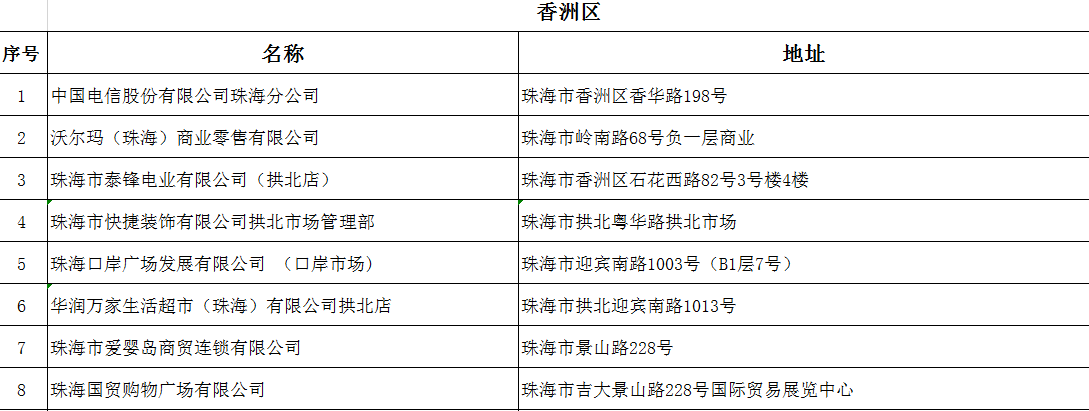 香洲区
序号 名称 地址
1 中国电信股份有限公司珠海分公司 珠海市香洲区香华路198号
2 沃尔玛（珠海）商业零售有限公司 珠海市岭南路68号负一层商业
3 珠海市泰锋电业有限公司（拱北店） 珠海市香洲区石花西路82号3号楼4楼
4 珠海市快捷装饰有限公司拱北市场管理部 珠海市拱北粤华路拱北市场
5 珠海口岸广场发展有限公司 （口岸市场) 珠海市迎宾南路1003号（B1层7号）
6 华润万家生活超市（珠海）有限公司拱北店 珠海市拱北迎宾南路1013号
7 珠海市爱婴岛商贸连锁有限公司 珠海市景山路228号
8 珠海国贸购物广场有限公司 珠海市吉大景山路228号国际贸易展览中心